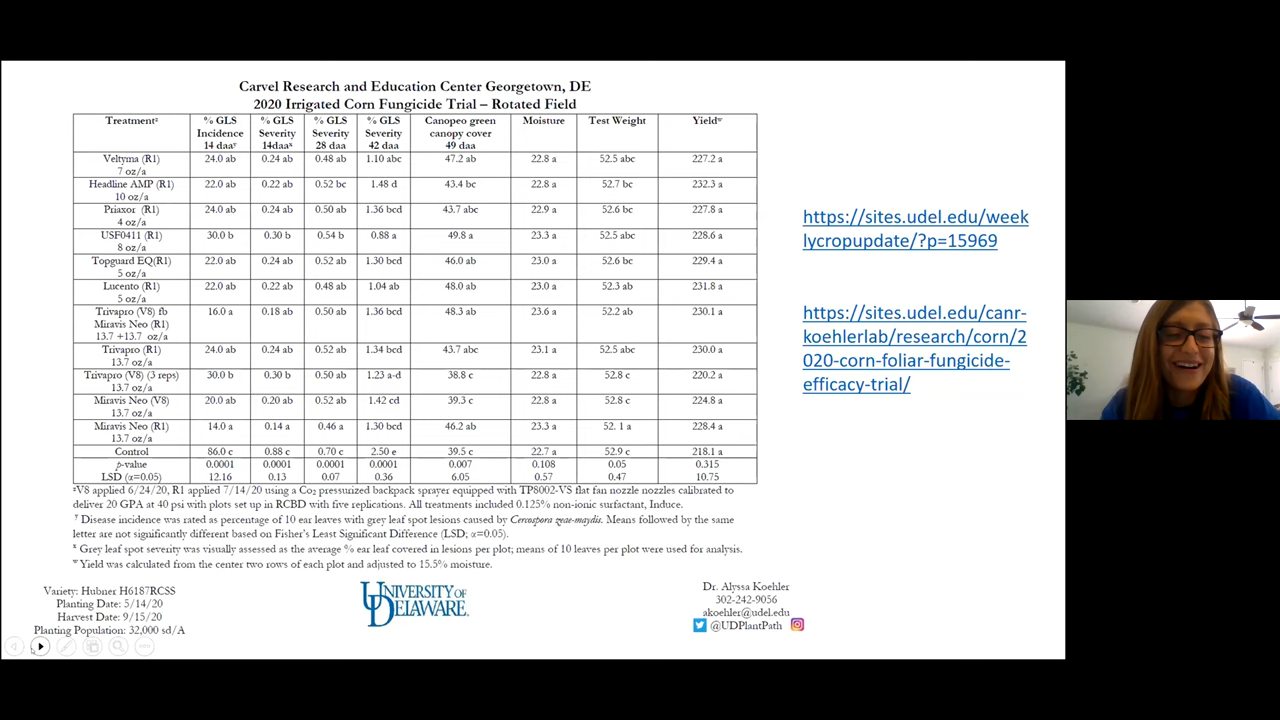 Carvel Research and Education Center Georgetown, DE
2020 Irrigated Corn Fungicide Trial – Rotated Field
Treatmentᶻ % GLS Incidence 14 daaʸ % GLS Severity 14daaˣ % GLS Severity 28 daa % GLS Severity 42 daa Canopeo green canopy cover 49 daa Moisture Test Weight Yieldʷ
Veltyma (R1) 7 oz/a 24.0 ab 0.24 ab 0.48 ab 1.10 abc 47.2 ab 22.8 a 52.5 abc 227.2 a
Headline AMP (R1) 10 oz/a 22.0 ab 0.22 ab 0.52 bc 1.48 d 43.4 bc 22.8 a 52.7 bc 232.3 a
Priaxor (R1) 4 oz/a 24.0 ab 0.24 ab 0.50 ab 1.36 bcd 43.7 abc 22.9 a 52.6 bc 227.8 a
USF0411 (R1) 8 oz/a 30.0 b 0.30 b 0.54 b 0.88 a 49.8 a 23.3 a 52.5 abc 228.6 a
Topguard EQ(R1) 5 oz/a 22.0 ab 0.24 ab 0.52 ab 1.30 bcd 46.0 ab 23.0 a 52.6 bc 229.4 a
Lucento (R1) 5 oz/a 22.0 ab 0.22 ab 0.48 ab 1.04 ab 48.0 ab 23.0 a 52.3 ab 231.8 a
Trivapro (V8) fb Miravis Neo (R1) 13.7 +13.7 oz/a 16.0 a 0.18 ab 0.50 ab 1.36 bcd 48.3 ab 23.6 a 52.2 ab 230.1 a
Trivapro (R1) 13.7 oz/a 24.0 ab 0.24 ab 0.52 ab 1.34 bcd 43.7 abc 23.1 a 52.5 abc 230.0 a
Trivapro (V8) (3 reps) 13.7 oz/a 30.0 b 0.30 b 0.50 ab 1.23 a-d 38.8 c 22.8 a 52.8 c 220.2 a
Miravis Neo (V8) 13.7 oz/a 20.0 ab 0.20 ab 0.52 ab 1.42 cd 39.3 c 22.8 a 52.8 c 224.8 a
Miravis Neo (R1) 13.7 oz/a 14.0 a 0.14 a 0.46 a 1.30 bcd 46.2 ab 23.3 a 52. 1 a 228.4 a
Control 86.0 c 0.88 c 0.70 c 2.50 e 39.5 c 22.7 a 52.9 c 218.1 a
p-value 0.0001 0.0001 0.0001 0.0001 0.007 0.108 0.05 0.315
LSD (α=0.05) 12.16 0.13 0.07 0.36 6.05 0.57 0.47 10.75
ᶻV8 applied 6/24/20, R1 applied 7/14/20 using a Co₂ pressurized backpack sprayer equipped with TP8002-VS flat fan nozzle nozzles calibrated to
deliver 20 GPA at 40 psi with plots set up in RCBD with five replications. All treatments included 0.125% non-ionic surfactant, Induce.
ʸ Disease incidence was rated as percentage of 10 ear leaves with grey leaf spot lesions caused by Cercospora zeae-maydis. Means followed by the same
letter are not significantly different based on Fisher's Least Significant Difference (LSD; α=0.05).
ˣ Grey leaf spot severity was visually assessed as the average % ear leaf covered in lesions per plot; means of 10 leaves per plot were used for analysis.
ʷ Yield was calculated from the center two rows of each plot and adjusted to 15.5% moisture.
https://sites.udel.edu/week
lycropupdate/?p=15969
https://sites.udel.edu/canr-
koehlerlab/research/corn/2
020-corn-foliar-fungicide-
efficacy-trial/
Variety: Hubner H6187RCSS
Planting Date: 5/14/20
Harvest Date: 9/15/20
Planting Population: 32,000 sd/A
UNIVERSITY OF
DELAWARE.
Dr. Alyssa Koehler
302-242-9056
akoehler@udel.edu
@UDPlantPath